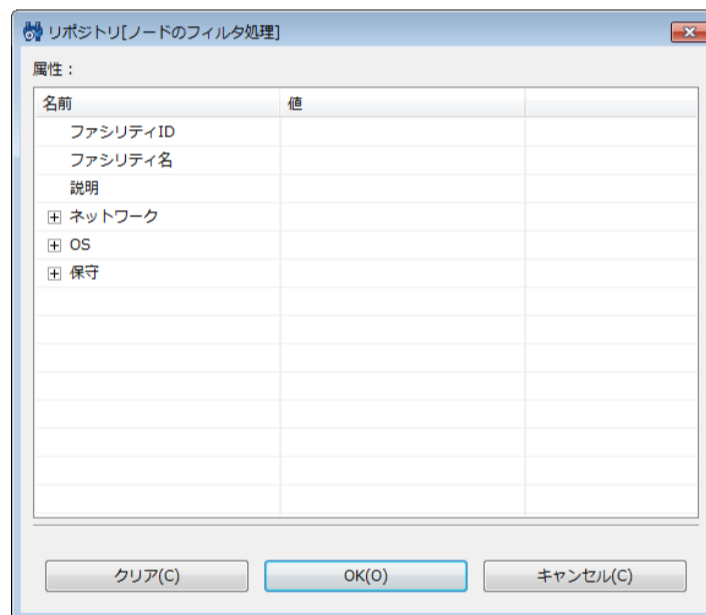 リポジトリ[ノードのフィルタ処理]
属性：
名前 値
ファシリティID
ファシリティ名
説明
ネットワーク
OS
保守
クリア(C) OK(O) キャンセル(C)